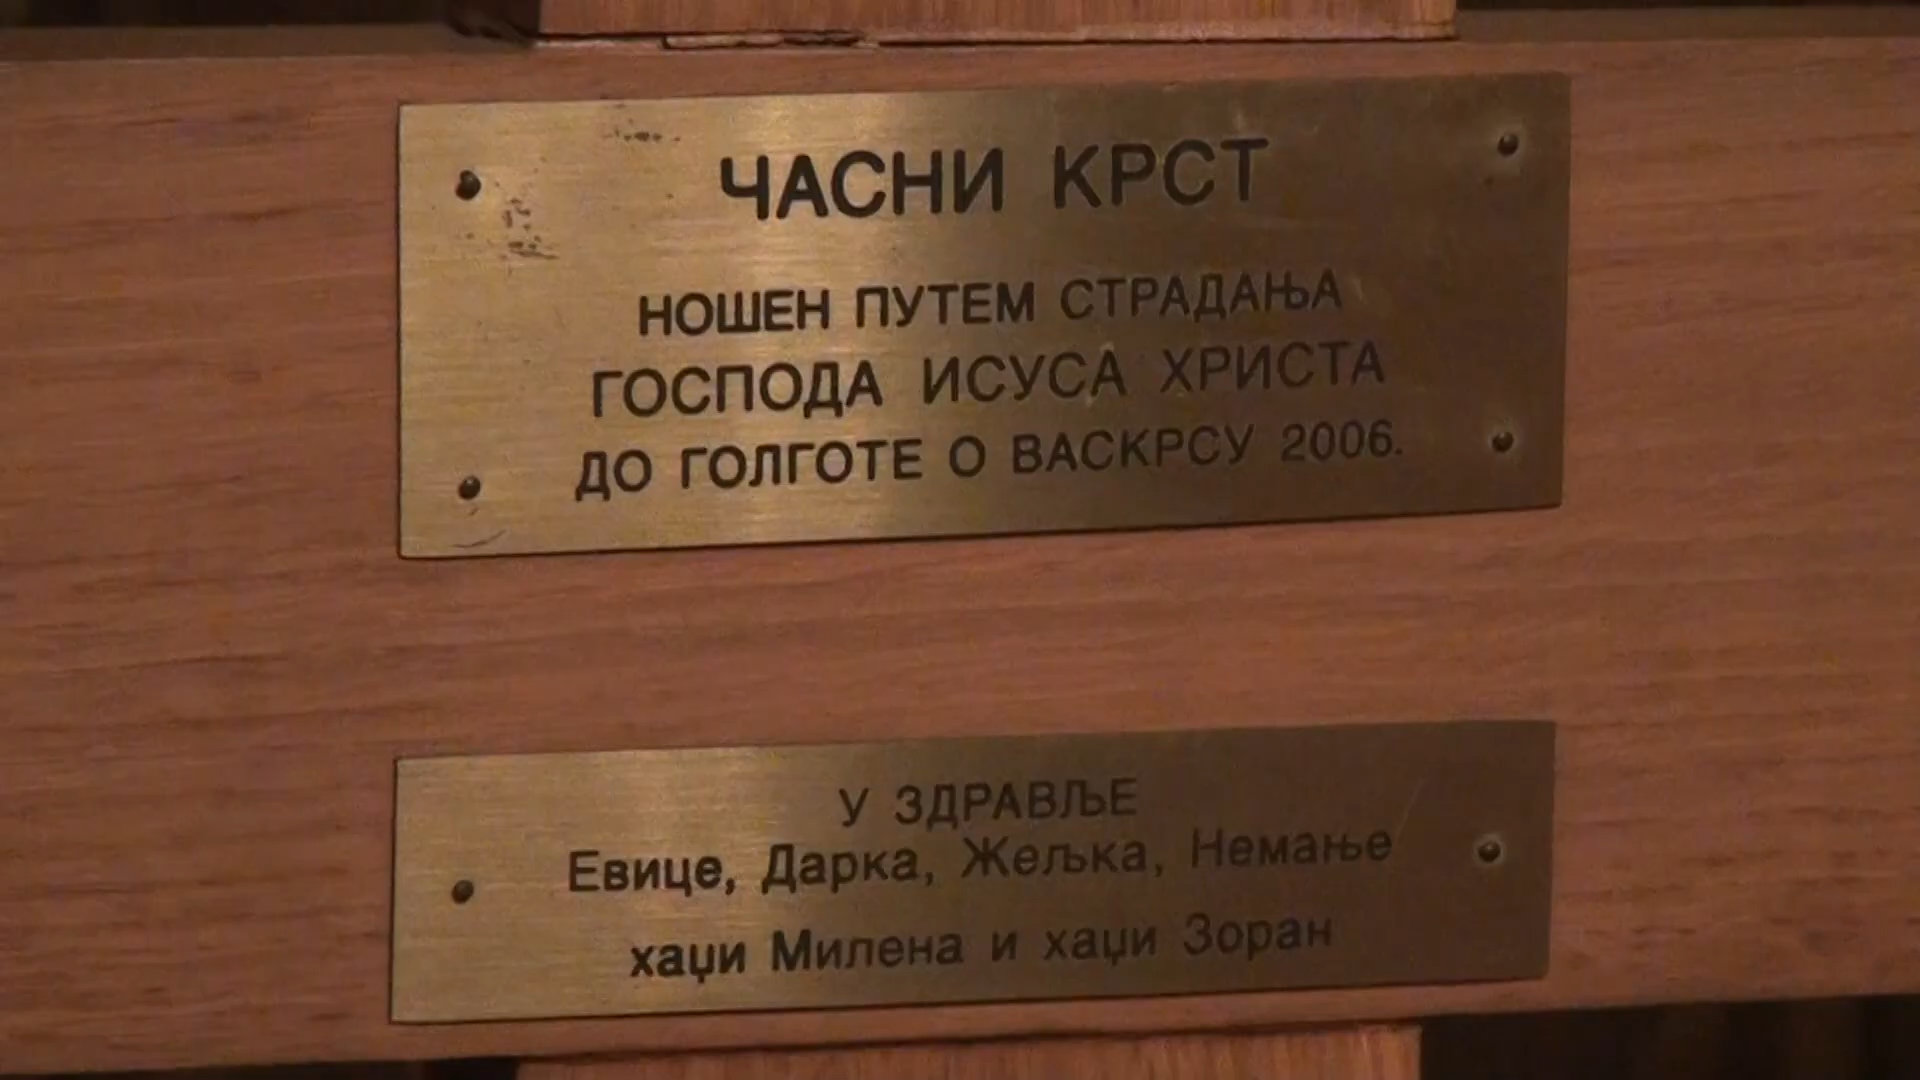 ЧАСНИ КРСТ
НОШЕН ПУТЕМ СТРАДАЊА
ГОСПОДА ИСУСА ХРИСТА
ДО ГОЛГОТЕ О ВАСКРСУ 2006.
У ЗДРАВЉЕ
Евице, Дарка, Жељка, Немање
хаџи Милена и хаџи Зоран